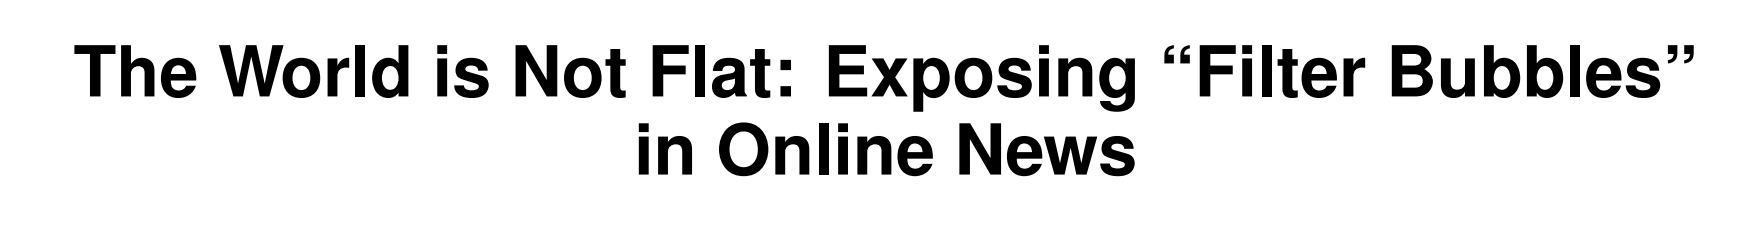 The World is Not Flat: Exposing “Filter Bubbles”
in Online News